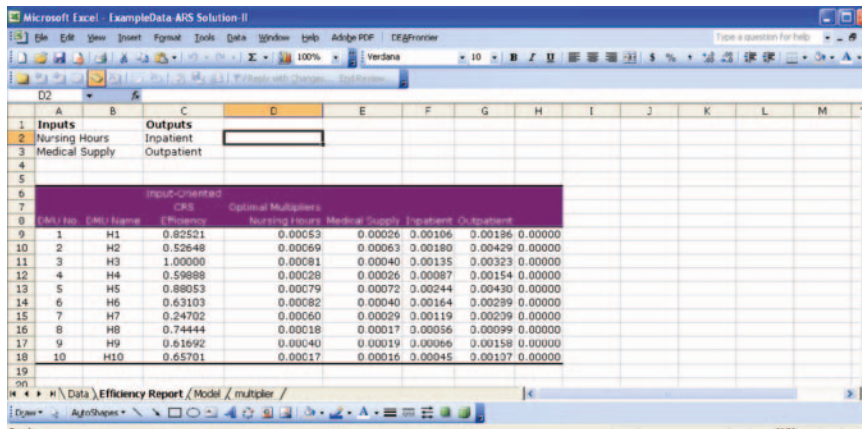 Microsoft Excel - ExampleData-ARS Solution-II
File Edit View Insert Format Tools Data Window Help Adobe PDF DEAFrontier Type a question for help
100% Verdana 10 B I U $ % ,
Reply with Changes... End Review...
D2 fx
A B C D E F G H I J K L M
1 Inputs Outputs
2 Nursing Hours Inpatient
3 Medical Supply Outpatient
4
5
6 Input-Oriented
7 CRS Optimal Multipliers
8 DMU No. DMU Name Efficiency Nursing Hours Medical Supply Inpatient Outpatient
9 1 H1 0.82521 0.00053 0.00026 0.00106 0.00186 0.00000
10 2 H2 0.52648 0.00069 0.00063 0.00180 0.00429 0.00000
11 3 H3 1.00000 0.00081 0.00040 0.00135 0.00323 0.00000
12 4 H4 0.59888 0.00028 0.00026 0.00087 0.00154 0.00000
13 5 H5 0.88053 0.00079 0.00072 0.00244 0.00430 0.00000
14 6 H6 0.63103 0.00082 0.00040 0.00164 0.00289 0.00000
15 7 H7 0.24702 0.00060 0.00029 0.00119 0.00209 0.00000
16 8 H8 0.74444 0.00018 0.00017 0.00056 0.00099 0.00000
17 9 H9 0.61692 0.00040 0.00019 0.00066 0.00158 0.00000
18 10 H10 0.65701 0.00017 0.00016 0.00045 0.00107 0.00000
19
20
Data Efficiency Report Model multiplier
Draw AutoShapes